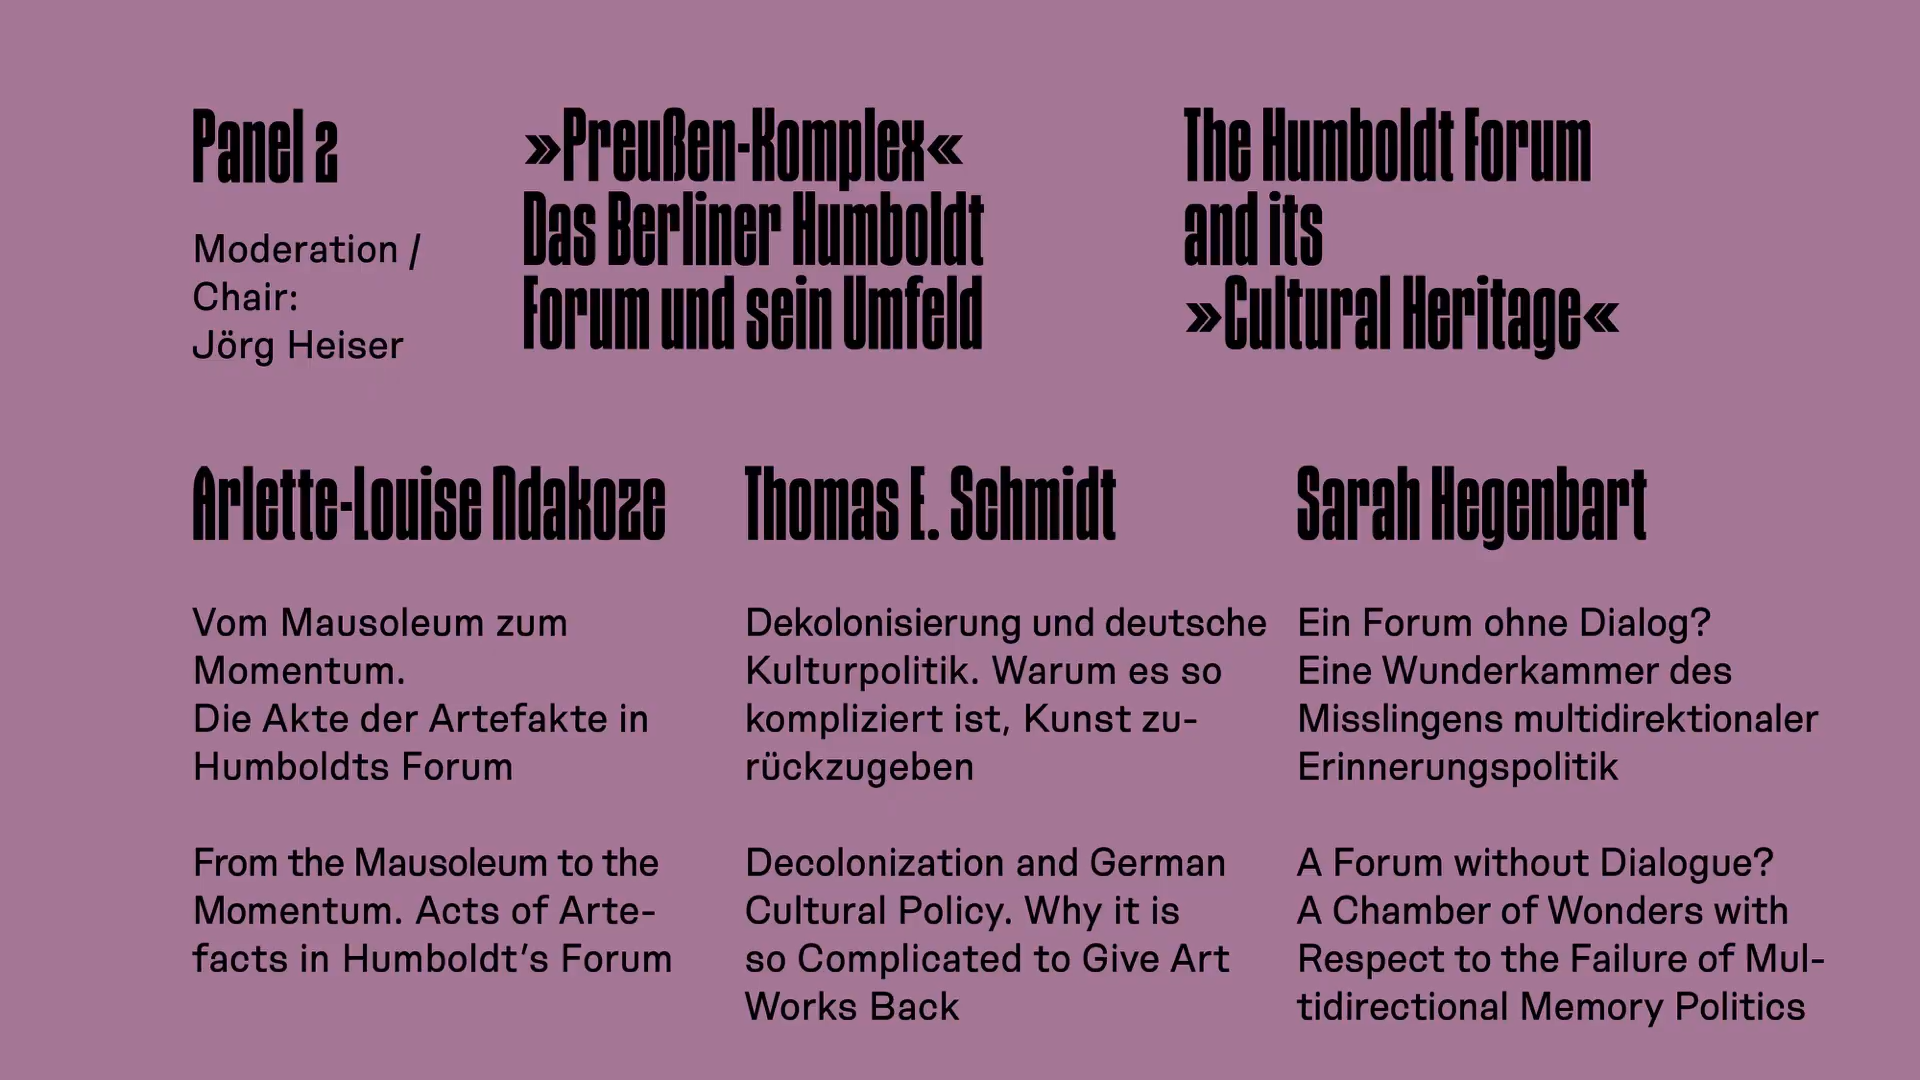 Panel 2
Moderation /
Chair:
Jörg Heiser
»Preußen-Komplex«
Das Berliner Humboldt
Forum und sein Umfeld
The Humboldt Forum
and its
»Cultural Heritage«
Arlette-Louise Ndakoze
Vom Mausoleum zum
Momentum.
Die Akte der Artefakte in
Humboldts Forum
From the Mausoleum to the
Momentum. Acts of Arte-
facts in Humboldt’s Forum
Thomas E. Schmidt
Dekolonisierung und deutsche
Kulturpolitik. Warum es so
kompliziert ist, Kunst zu-
rückzugeben
Decolonization and German
Cultural Policy. Why it is
so Complicated to Give Art
Works Back
Sarah Hegenbart
Ein Forum ohne Dialog?
Eine Wunderkammer des
Misslingens multidirektionaler
Erinnerungspolitik
A Forum without Dialogue?
A Chamber of Wonders with
Respect to the Failure of Mul-
tidirectional Memory Politics